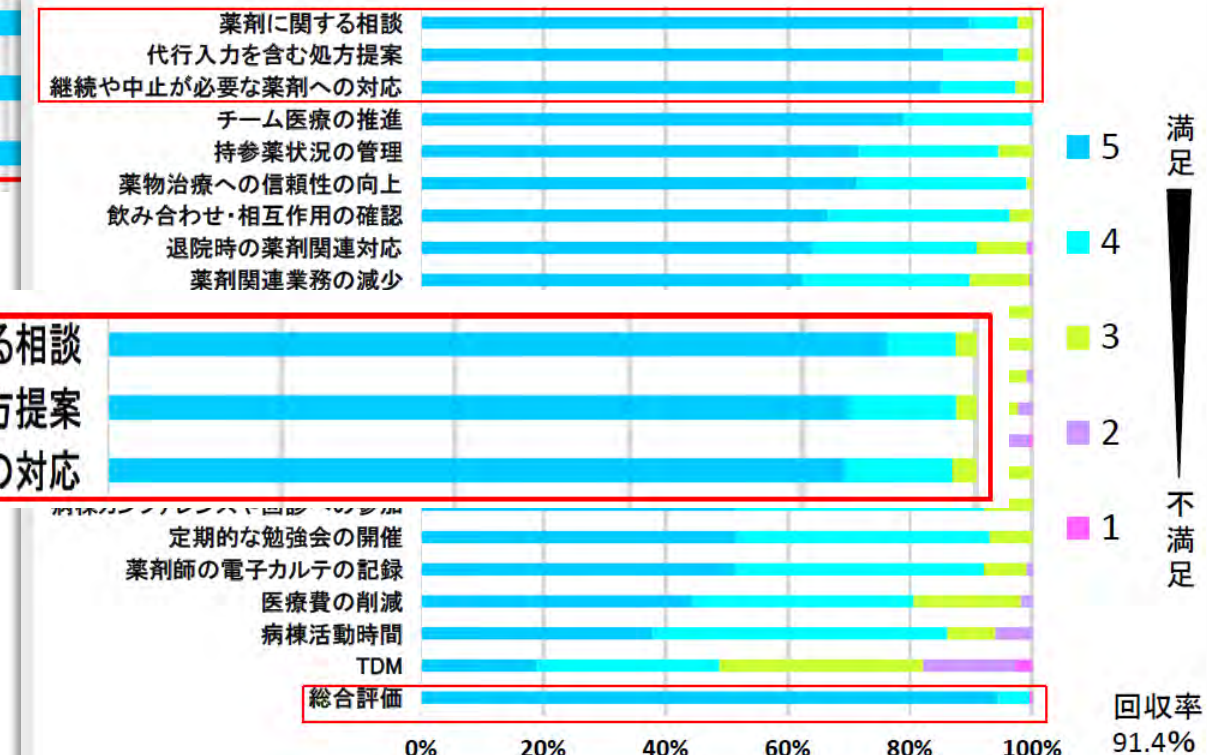 薬剤に関する相談
代行入力を含む処方提案
継続や中止が必要な薬剤への対応
チーム医療の推進
持参薬状況の管理
薬物治療への信頼性の向上
飲み合わせ・相互作用の確認
退院時の薬剤関連対応
薬剤関連業務の減少
る相談
方提案
の対応
定期的な勉強会の開催
薬剤師の電子カルテの記録
医療費の削減
病棟活動時間
TDM
総合評価
0% 20% 40% 60% 80% 100%
5
4
3
2
1
満足
不満足
回収率
91.4%